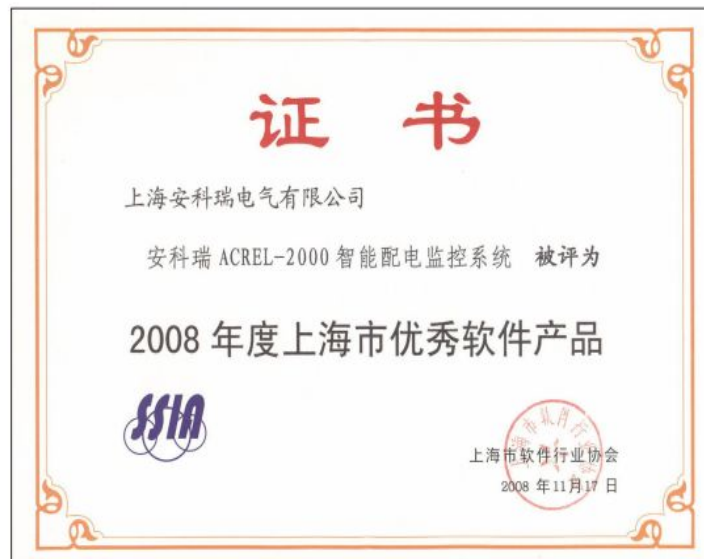 证 书
上海安科瑞电气有限公司
安科瑞 ACREL-2000 智能配电监控系统 被评为
2008 年度上海市优秀软件产品
SSIA
上海市软件行业协会
2008 年11月17 日